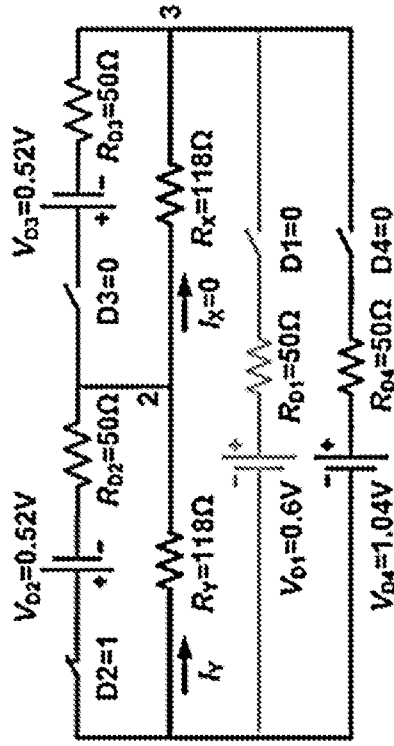 V_D2=0.52V
V_D3=0.52V
D2=1
R_D2=50Ω
D3=0
R_D3=50Ω
+
-
+
-
2
3
I_Y
R_Y=118Ω
I_X=0
R_X=118Ω
-
+
V_D1=0.6V
R_D1=50Ω
D1=0
-
+
V_D4=1.04V
R_D4=50Ω
D4=0